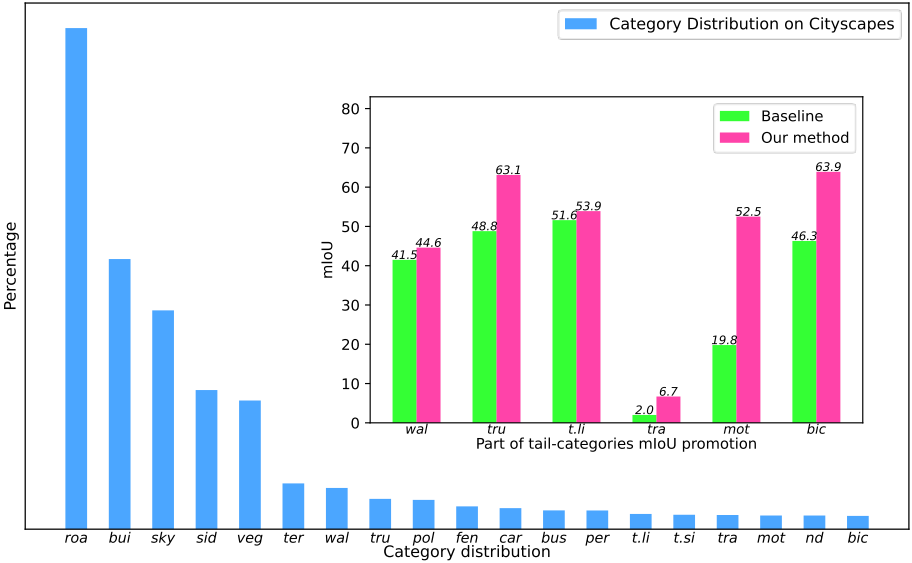 Category Distribution on Cityscapes
Percentage
mIoU
80
70
60
50
40
30
20
10
0
Baseline
Our method
41.5 44.6 48.8 63.1 51.6 53.9 2.0 6.7 19.8 52.5 46.3 63.9
wal tru t.li tra mot bic
Part of tail-categories mIoU promotion
roa bui sky sid veg ter wal tru pol fen car bus per t.li t.si tra mot nd bic
Category distribution